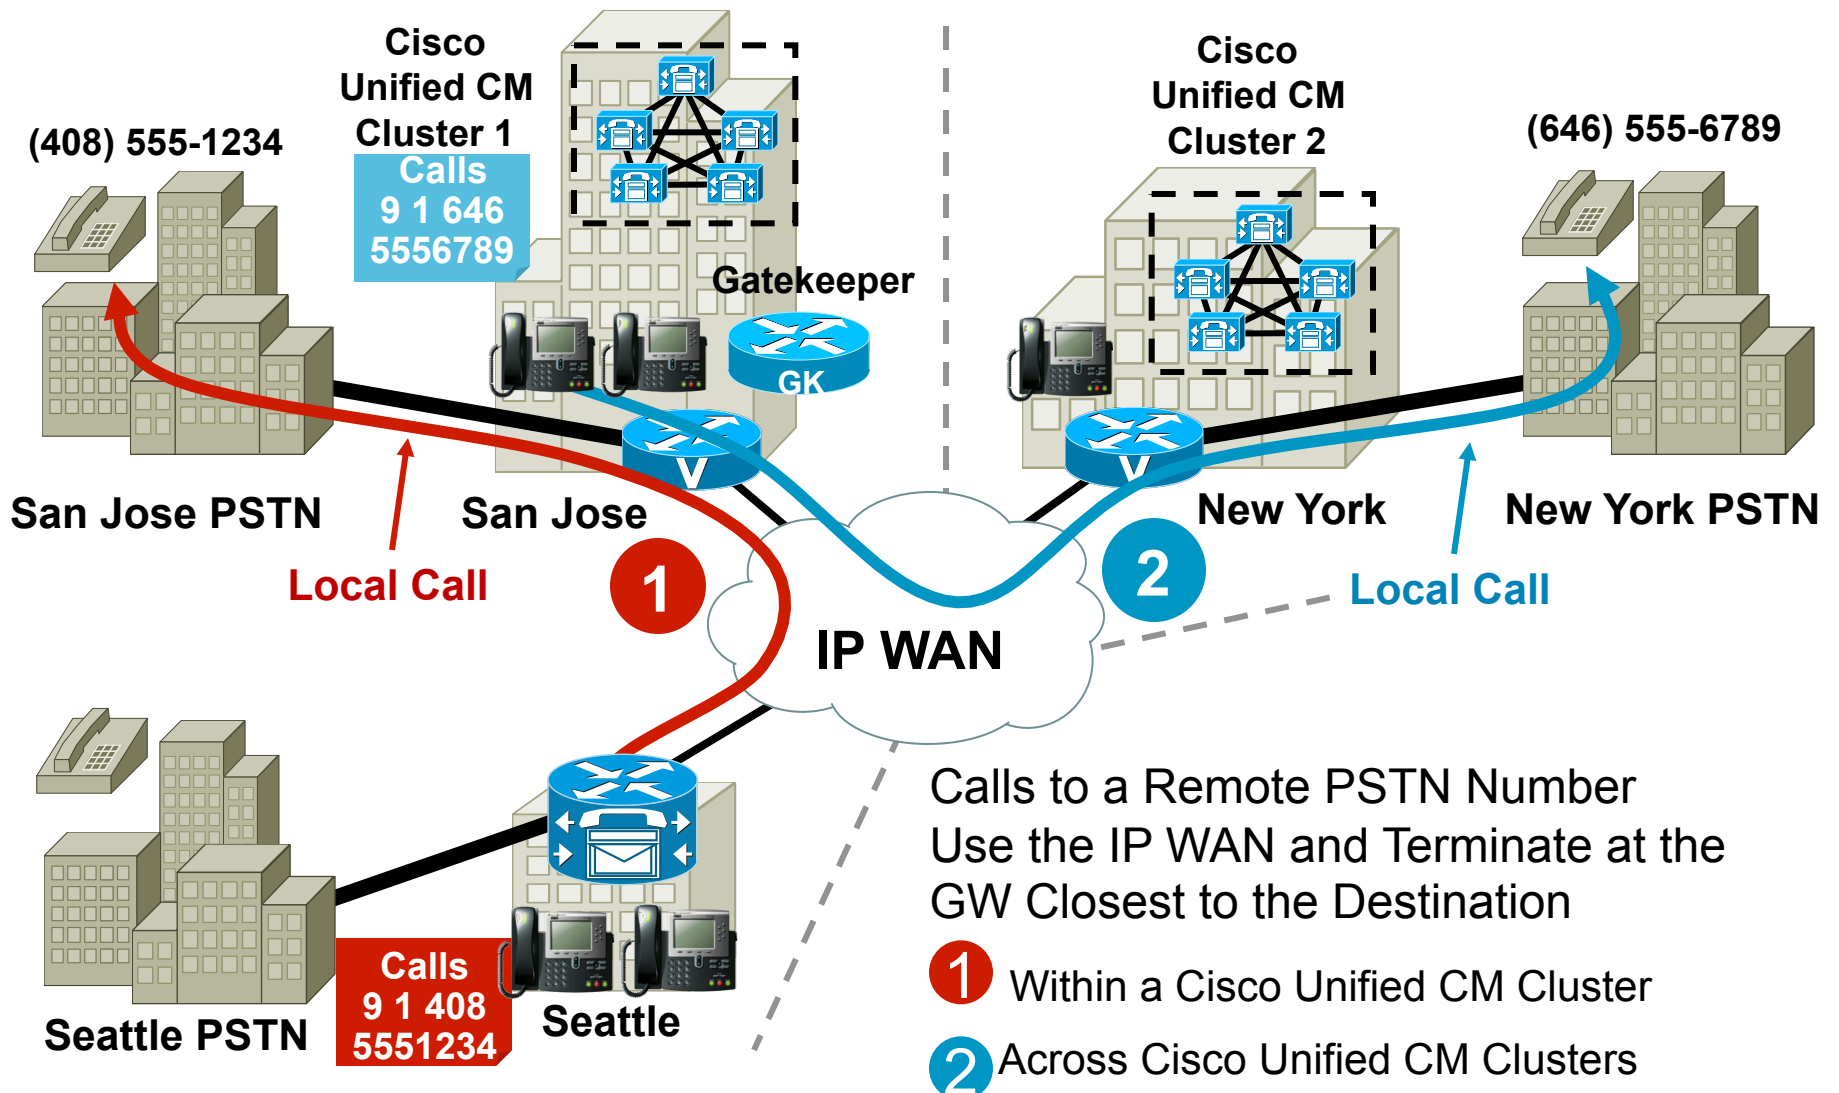 Cisco
Unified CM
Cluster 1
Cisco
Unified CM
Cluster 2
(408) 555-1234
(646) 555-6789
Calls
9 1 646
5556789
Gatekeeper
GK
V
V
San Jose PSTN
San Jose
New York
New York PSTN
Local Call
1
2
Local Call
IP WAN
Calls to a Remote PSTN Number
Use the IP WAN and Terminate at the
GW Closest to the Destination
1 Within a Cisco Unified CM Cluster
2 Across Cisco Unified CM Clusters
Calls
9 1 408
5551234
Seattle PSTN
Seattle